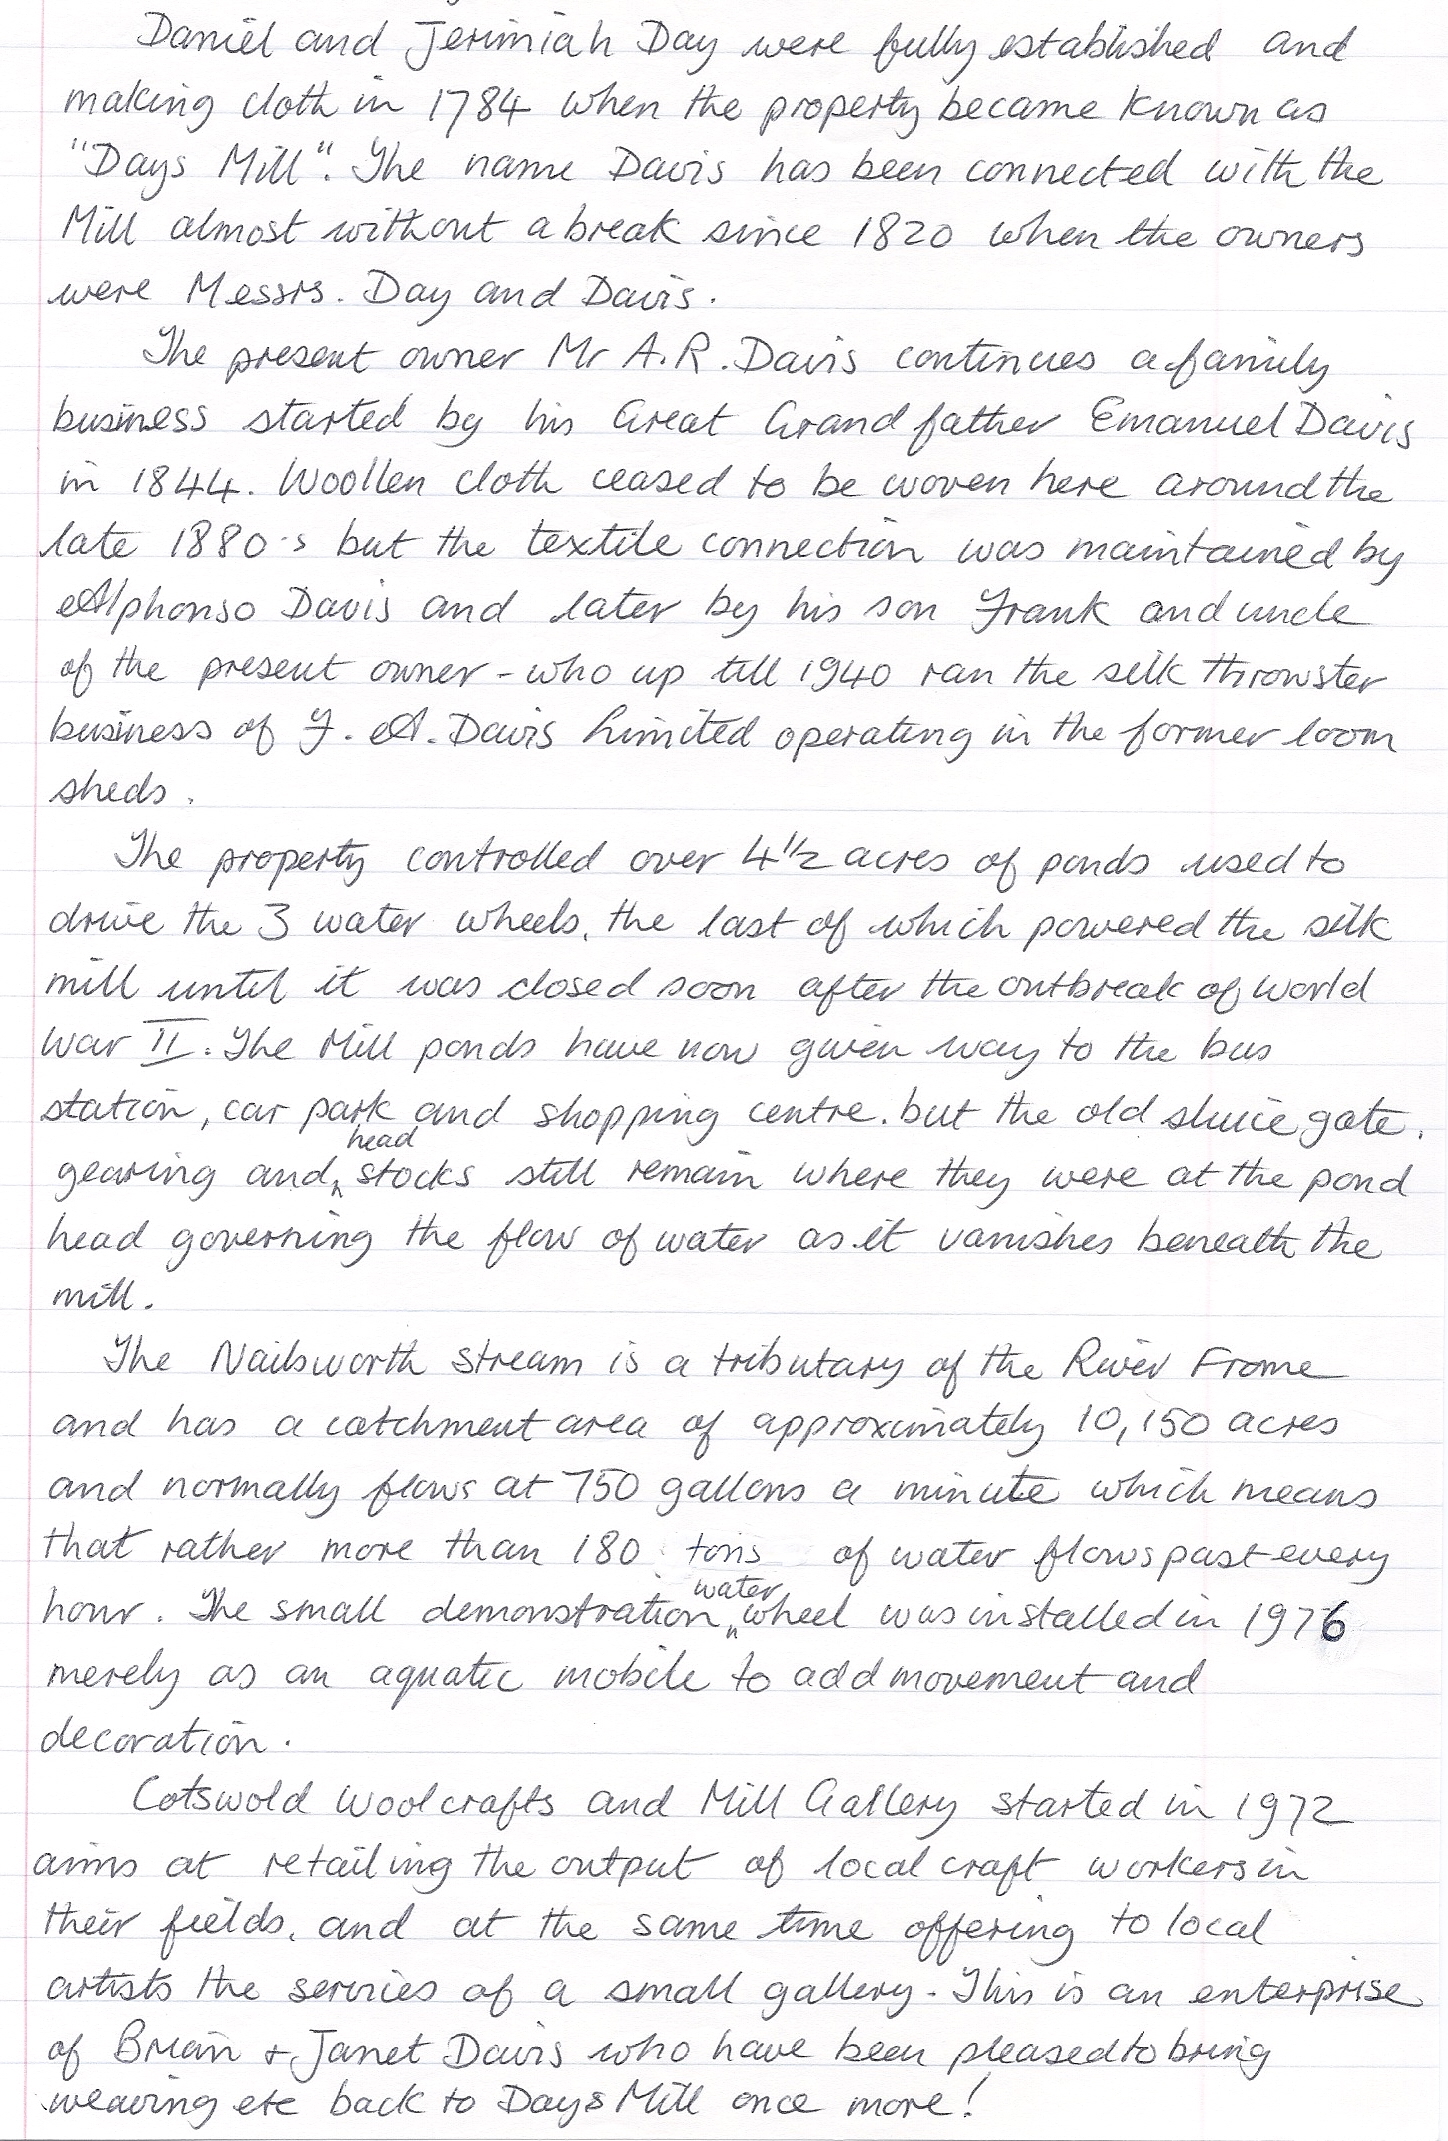 Daniel and Jerimiah Day were fully established and
making cloth in 1784 when the property became known as
"Days Mill". The name Davis has been connected with the
Mill almost without a break since 1820 when the owners
were Messrs. Day and Davis.
The present owner Mr A.R. Davis continues a family
business started by his Great Grandfather Emanuel Davis
in 1844. Woollen cloth ceased to be woven here around the
late 1880's but the textile connection was maintained by
Alphonso Davis and later by his son Frank and uncle
of the present owner - who up till 1940 ran the silk throwster
business of F. A. Davis Limited operating in the former loom
sheds.
The property controlled over 4 1/2 acres of ponds used to
drive the 3 water wheels, the last of which powered the silk
mill until it was closed soon after the outbreak of World
War II. The Mill ponds have now given way to the bus
station, car park and shopping centre. but the old sluice gate,
gearing and head stocks still remain where they were at the pond
head governing the flow of water as it vanishes beneath the
mill.
The Nailsworth stream is a tributary of the River Frome
and has a catchment area of approximately 10,150 acres
and normally flows at 750 gallons a minute which means
that rather more than 180 tons of water flows past every
hour. The small demonstration water wheel was installed in 1976
merely as an aquatic mobile to add movement and
decoration.
Cotswold Woolcrafts and Mill Gallery started in 1972
aims at retailing the output of local craft workers in
their fields, and at the same time offering to local
artists the services of a small gallery. This is an enterprise
of Brian & Janet Davis who have been pleased to bring
weaving etc back to Days Mill once more!